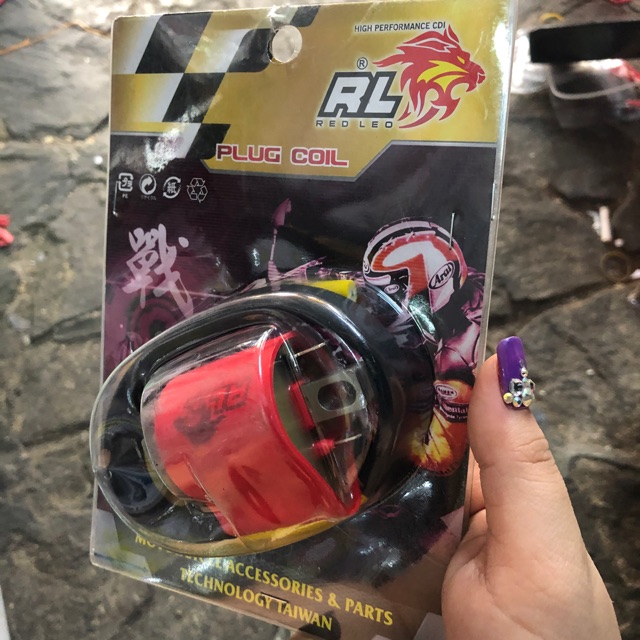 HIGH PERFORMANCE CDI
RL®
RED LEO
PLUG COIL
戰
Arai
ACCESSORIES & PARTS
TECHNOLOGY TAIWAN